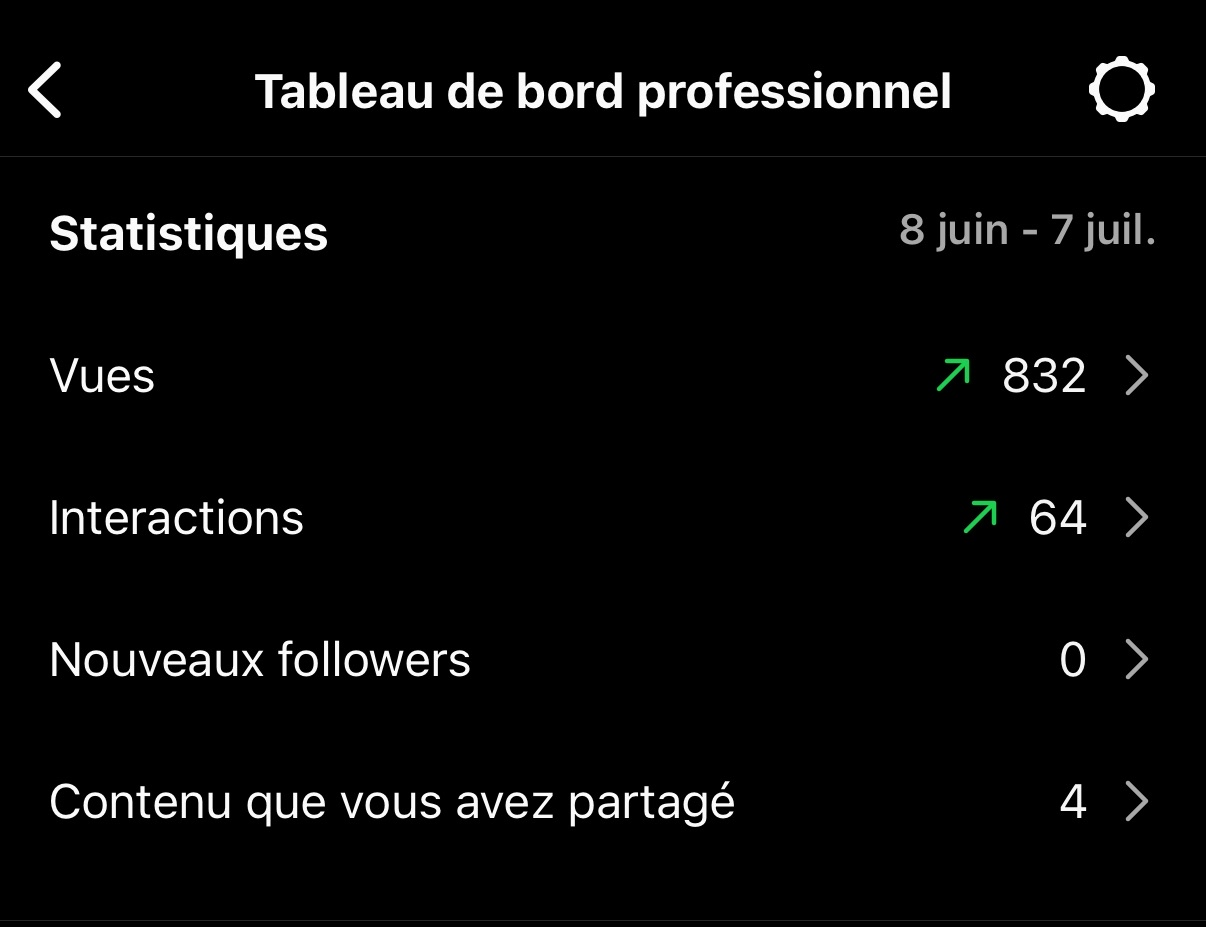 Tableau de bord professionnel
Statistiques 8 juin - 7 juil.
Vues 832
Interactions 64
Nouveaux followers 0
Contenu que vous avez partagé 4